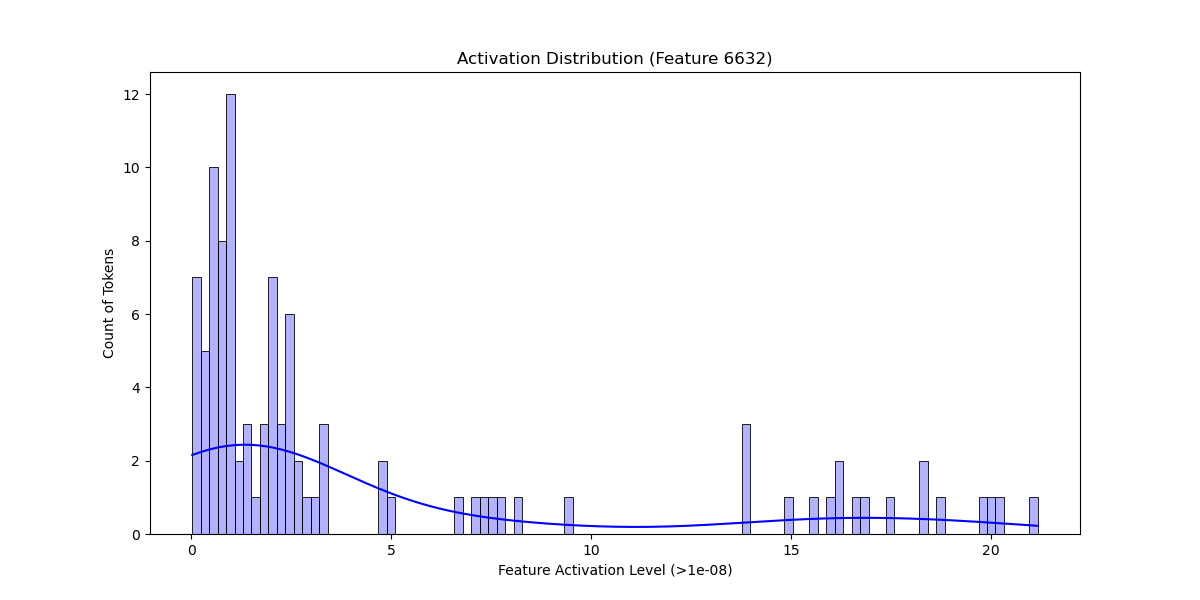 Activation Distribution (Feature 6632)
12
10
8
6
4
2
0
Count of Tokens
0 5 10 15 20
Feature Activation Level (>1e-08)